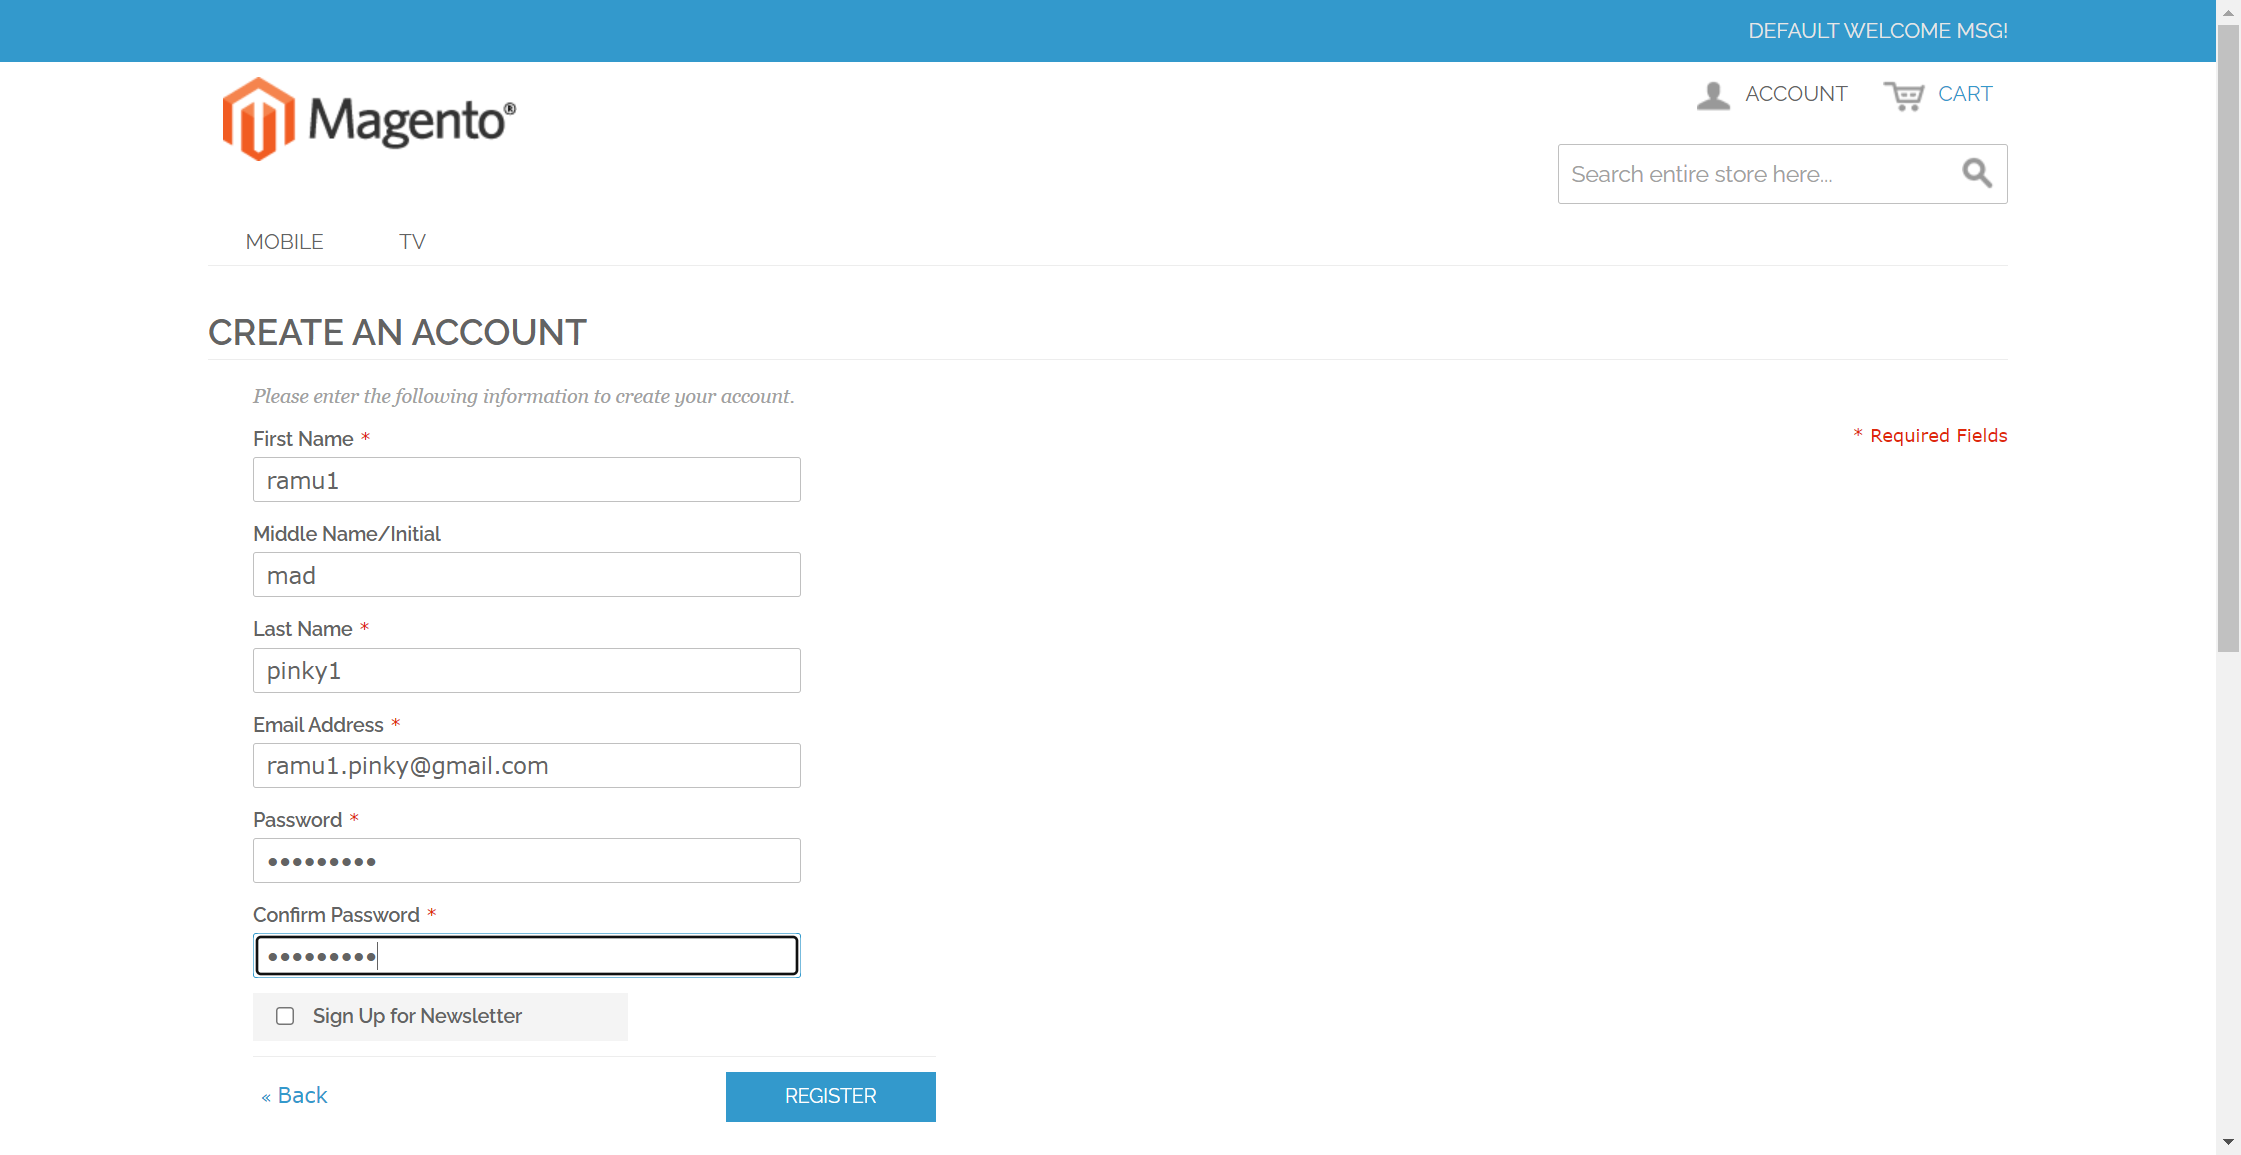 DEFAULT WELCOME MSG!
Magento®
ACCOUNT
CART
Search entire store here...
MOBILE
TV
CREATE AN ACCOUNT
Please enter the following information to create your account.
First Name *
* Required Fields
ramu1
Middle Name/Initial
mad
Last Name *
pinky1
Email Address *
ramu1.pinky@gmail.com
Password *
•••••••••
Confirm Password *
•••••••••
Sign Up for Newsletter
« Back
REGISTER